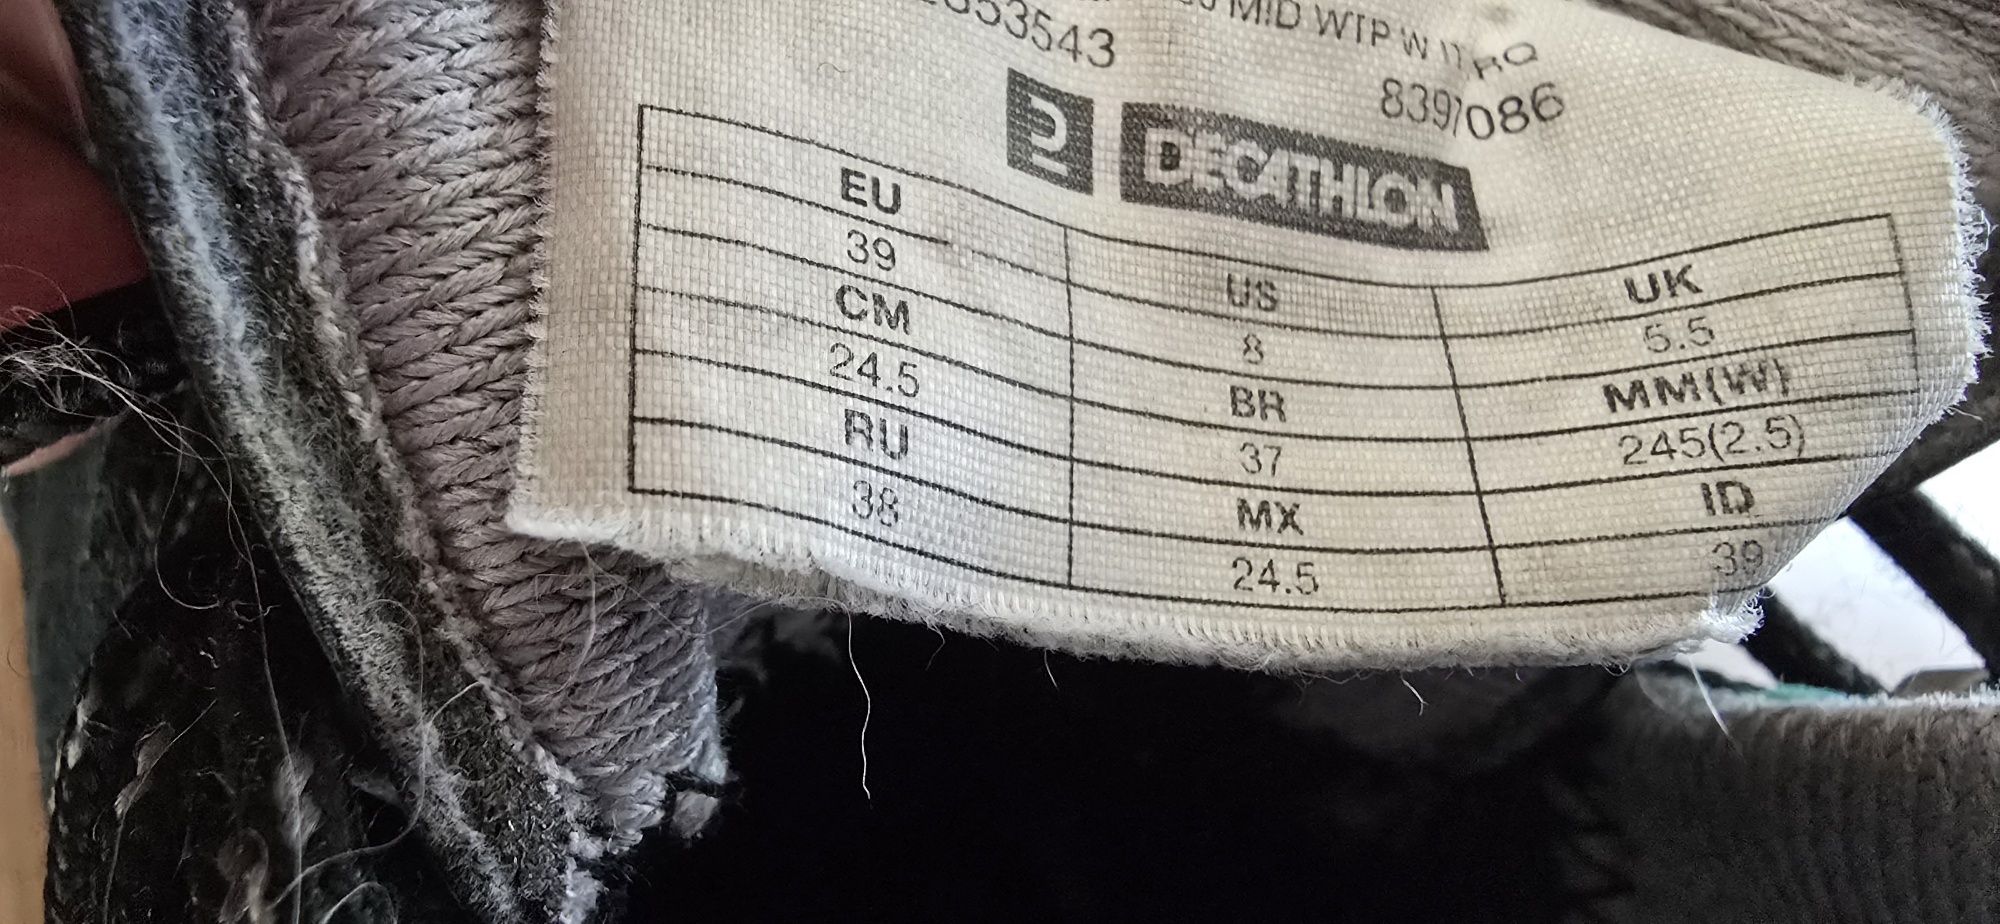 MID WTP W
353543
8397086
DECATHLON
EU US UK
39 8 5.5
CM BR MM(W)
24.5 37 245(2.5)
RU MX ID
38 24.5 39